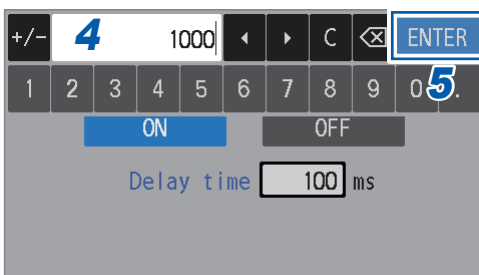 +/- 4 1000 ◂ ▸ C ⌫ ENTER
1 2 3 4 5 6 7 8 9 0 5 .
ON OFF
Delay time 100 ms